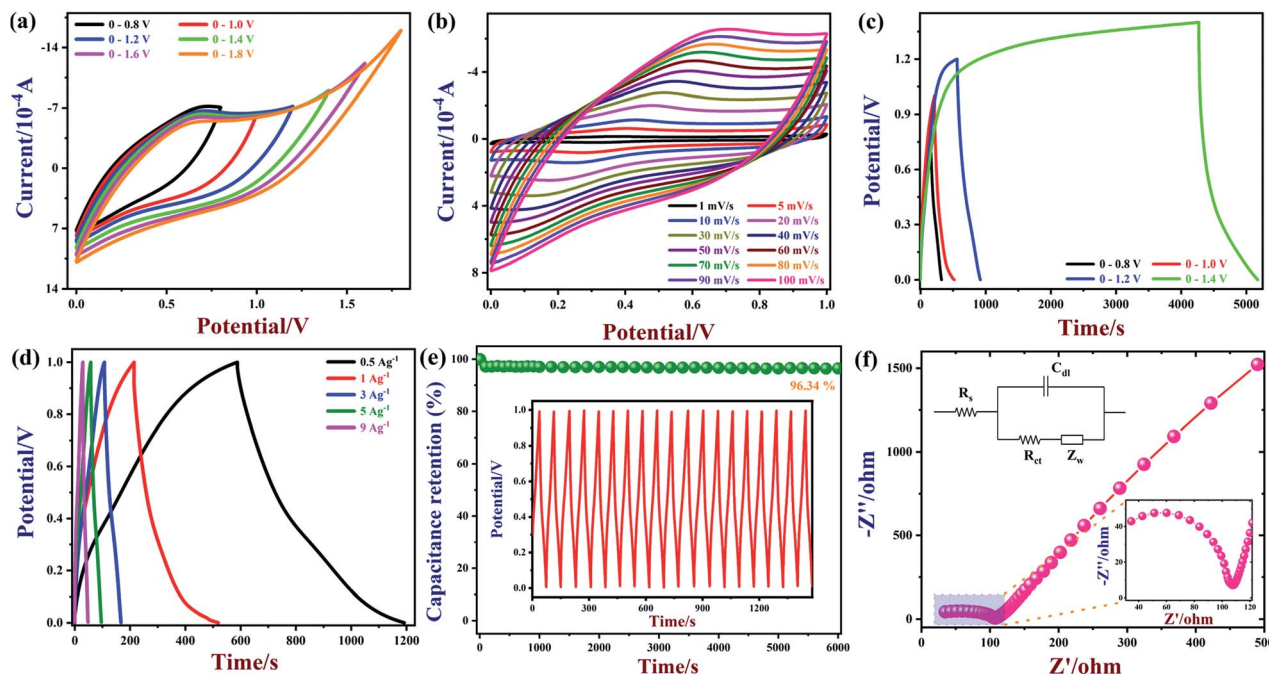 (a)
0 - 0.8 V
0 - 1.0 V
0 - 1.2 V
0 - 1.4 V
0 - 1.6 V
0 - 1.8 V
-14
-7
0
7
14
Current/10⁻⁴ A
0.0
0.5
1.0
1.5
Potential/V
(b)
-4
0
4
8
Current/10⁻⁴ A
1 mV/s
5 mV/s
10 mV/s
20 mV/s
30 mV/s
40 mV/s
50 mV/s
60 mV/s
70 mV/s
80 mV/s
90 mV/s
100 mV/s
0.0
0.2
0.4
0.6
0.8
1.0
Potential/V
(c)
1.2
0.9
0.6
0.3
0.0
Potential/V
0 - 0.8 V
0 - 1.0 V
0 - 1.2 V
0 - 1.4 V
0
1000
2000
3000
4000
5000
Time/s
(d)
1.0
0.8
0.6
0.4
0.2
0.0
Potential/V
0.5 Ag⁻¹
1 Ag⁻¹
3 Ag⁻¹
5 Ag⁻¹
9 Ag⁻¹
0
200
400
600
800
1000
1200
Time/s
(e)
100
80
60
40
20
0
Capacitance retention (%)
96.34 %
1.0
0.8
0.6
0.4
0.2
0.0
Potential/V
0
300
600
900
1200
Time/s
0
1000
2000
3000
4000
5000
6000
Time/s
(f)
1500
1000
500
0
-Z''/ohm
Rs
Cdl
Rct
Zw
40
20
0
-Z''/ohm
40
60
80
100
120
Z'/ohm
0
100
200
300
400
500
Z'/ohm